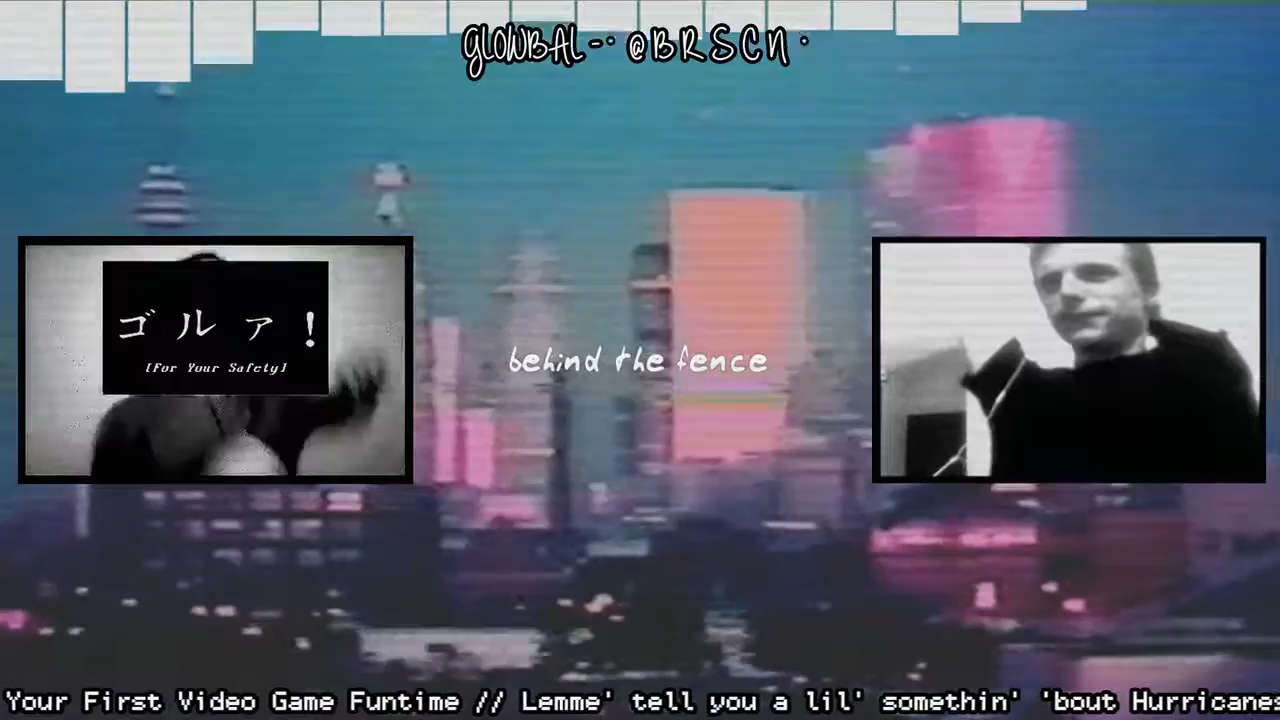 GLOWBAL -· @BRSCN ·
ゴルァ!
[For Your Safety]
behind the fence
Your First Video Game Funtime // Lemme' tell you a lil' somethin' 'bout Hurricanes